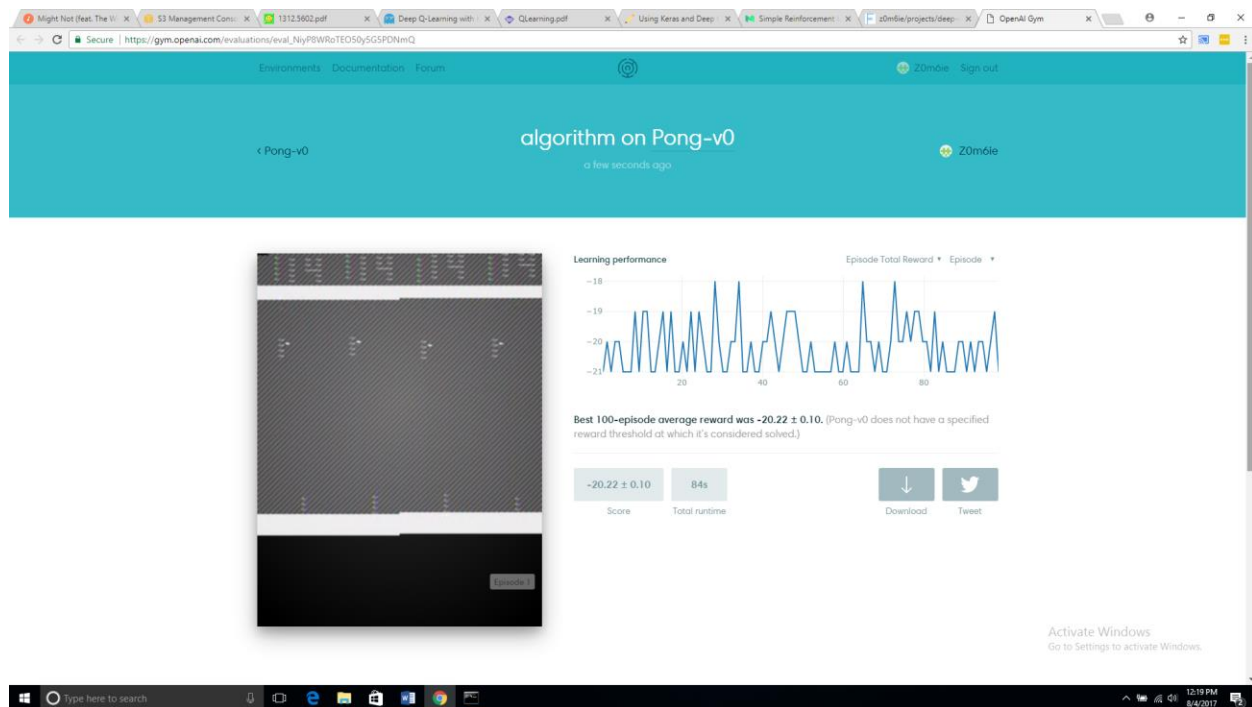 Might Not (feat. The W
S3 Management Cons
1312.5602.pdf
Deep Q-Learning with
QLearning.pdf
Using Keras and Deep
Simple Reinforcement
z0m6ie/projects/deep-
OpenAI Gym
Secure https://gym.openai.com/evaluations/eval_NiyP8WRoTEO50y5G5PDNmQ
Environments Documentation Forum
Z0m6ie Sign out
< Pong-v0
algorithm on Pong-v0
a few seconds ago
Z0m6ie
Learning performance
Episode Total Reward ▾ Episode ▾
−18
−19
−20
−21
20 40 60 80
Best 100-episode average reward was -20.22 ± 0.10. (Pong-v0 does not have a specified
reward threshold at which it's considered solved.)
-20.22 ± 0.10
84s
Score
Total runtime
Download
Tweet
Episode 1
Activate Windows
Go to Settings to activate Windows.
Type here to search
12:19 PM
8/4/2017